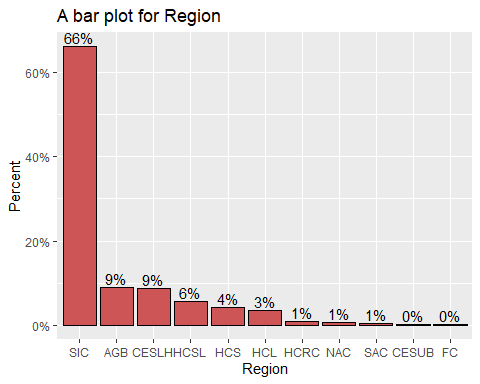 A bar plot for Region
66%
60%
40%
Percent
20%
9% 9% 6% 4% 3% 1% 1% 1% 0% 0%
0%
SIC AGB CESLHHCSL HCS HCL HCRC NAC SAC CESUB FC
Region